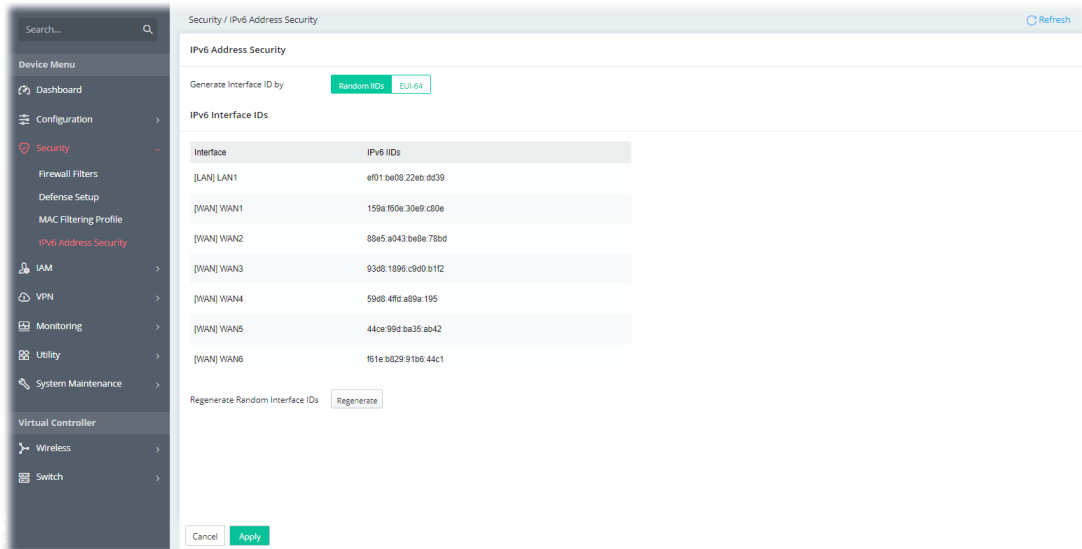 Search...
Device Menu
Dashboard
Configuration
Security
Firewall Filters
Defense Setup
MAC Filtering Profile
IPv6 Address Security
IAM
VPN
Monitoring
Utility
System Maintenance
Virtual Controller
Wireless
Switch
Security / IPv6 Address Security
Refresh
IPv6 Address Security
Generate Interface ID by Random IIDs EUI-64
IPv6 Interface IDs
Interface IPv6 IIDs
[LAN] LAN1 ef01:be08:22eb:dd39
[WAN] WAN1 159a:f60e:30e9:c80e
[WAN] WAN2 88e5:a043:be8e:78bd
[WAN] WAN3 93d8:1896:c9d0:b1f2
[WAN] WAN4 59d8:4ffd:a89a:195
[WAN] WAN5 44ce:99d:ba35:ab42
[WAN] WAN6 f61e:b829:91b6:44c1
Regenerate Random Interface IDs Regenerate
Cancel Apply